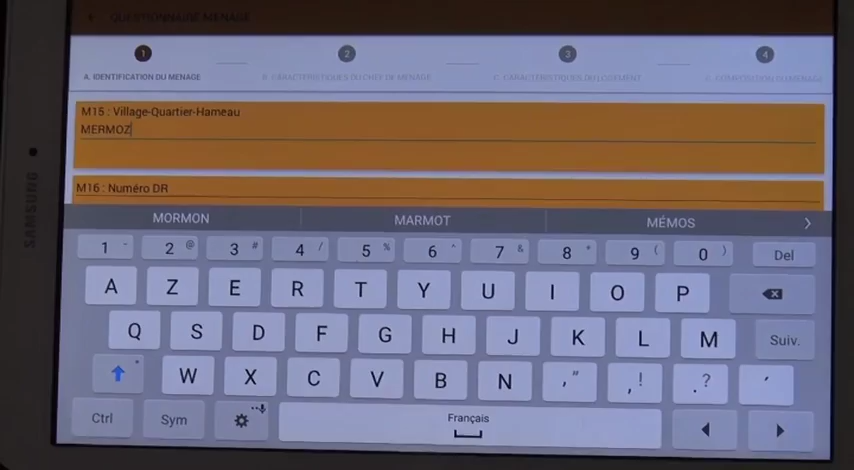 QUESTIONNAIRE MENAGE
1 2 3 4
A. IDENTIFICATION DU MENAGE B. CARACTERISTIQUES DU CHEF DE MENAGE C. CARACTERISTIQUES DU LOGEMENT D. COMPOSITION DU MENAGE
M15 : Village-Quartier-Hameau
MERMOZ
M16 : Numéro DR
SAMSUNG
MORMON MARMOT MÉMOS
1 - 2 @ 3 # 4 / 5 % 6 ^ 7 & 8 * 9 ( 0 ) Del
A Z E R T Y U I O P
Q S D F G H J K L M Suiv.
W X C V B N , " , ! . ? '
Ctrl Sym Français